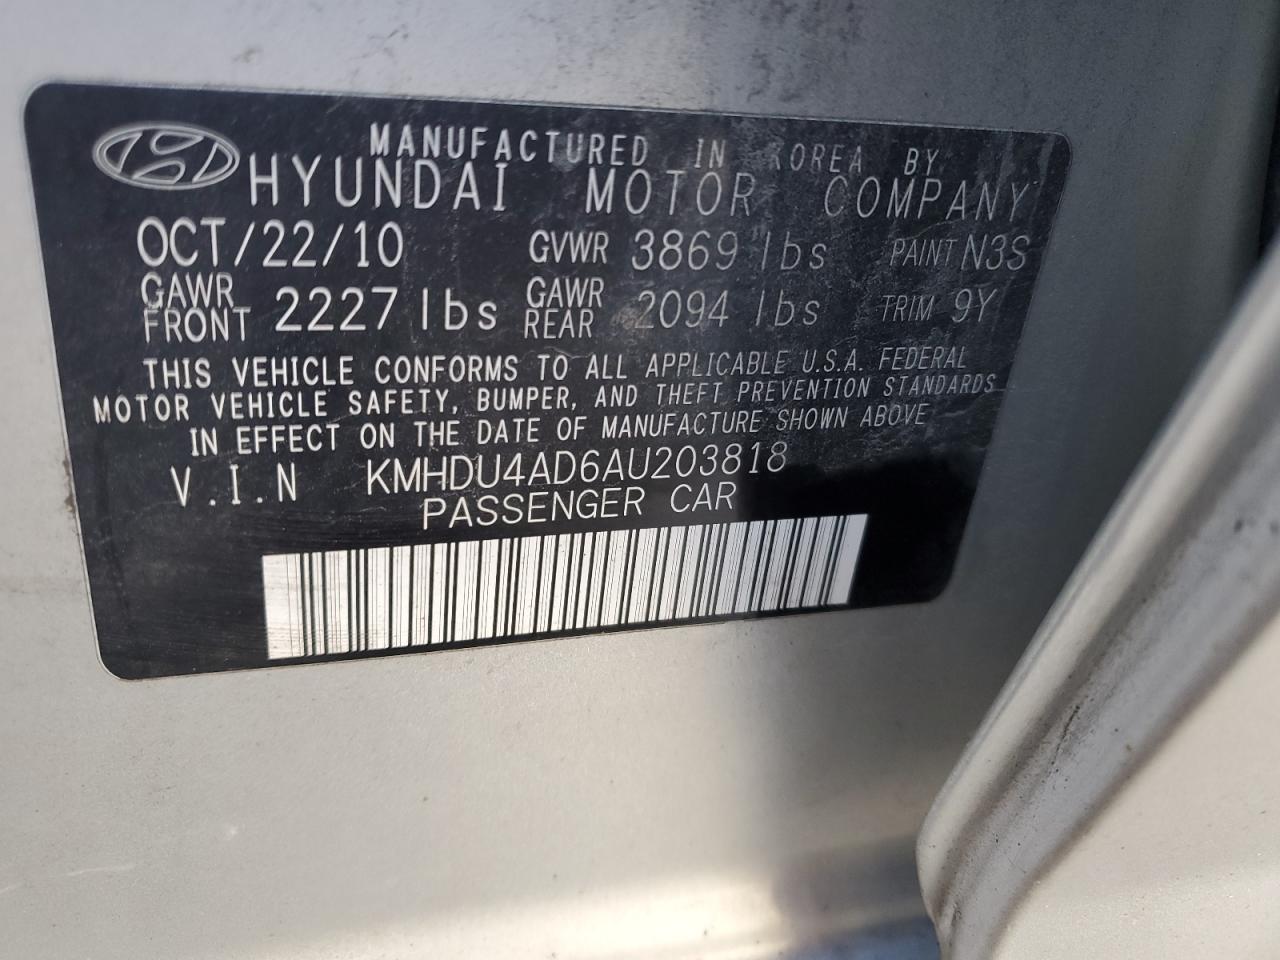 MANUFACTURED IN KOREA BY
HYUNDAI MOTOR COMPANY
OCT/22/10 GVWR 3869 lbs PAINT N3S
GAWR FRONT 2227 lbs GAWR REAR 2094 lbs TRIM 9Y
THIS VEHICLE CONFORMS TO ALL APPLICABLE U.S.A. FEDERAL
MOTOR VEHICLE SAFETY, BUMPER, AND THEFT PREVENTION STANDARDS
IN EFFECT ON THE DATE OF MANUFACTURE SHOWN ABOVE
V.I.N KMHDU4AD6AU203818
PASSENGER CAR